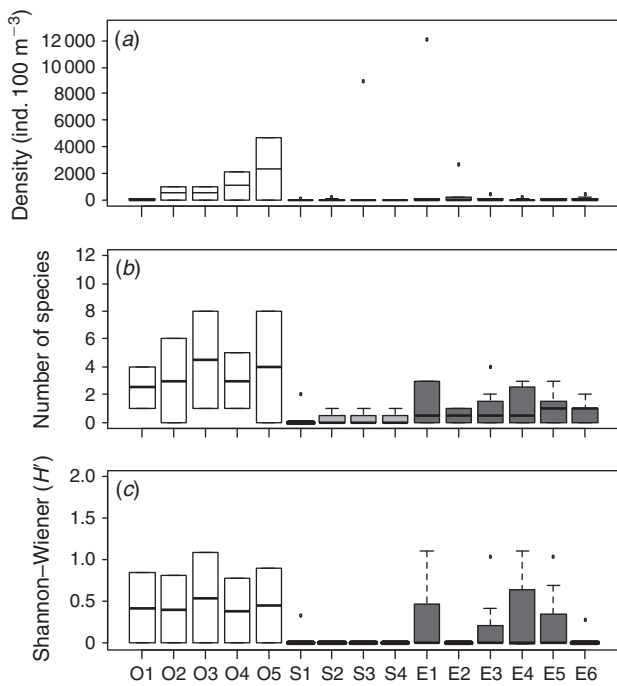 (a)
12 000
10 000
8000
6000
4000
2000
0
Density (ind. 100 m⁻³)
(b)
12
10
8
6
4
2
0
Number of species
(c)
2.0
1.5
1.0
0.5
0
Shannon–Wiener (H′)
O1 O2 O3 O4 O5 S1 S2 S3 S4 E1 E2 E3 E4 E5 E6